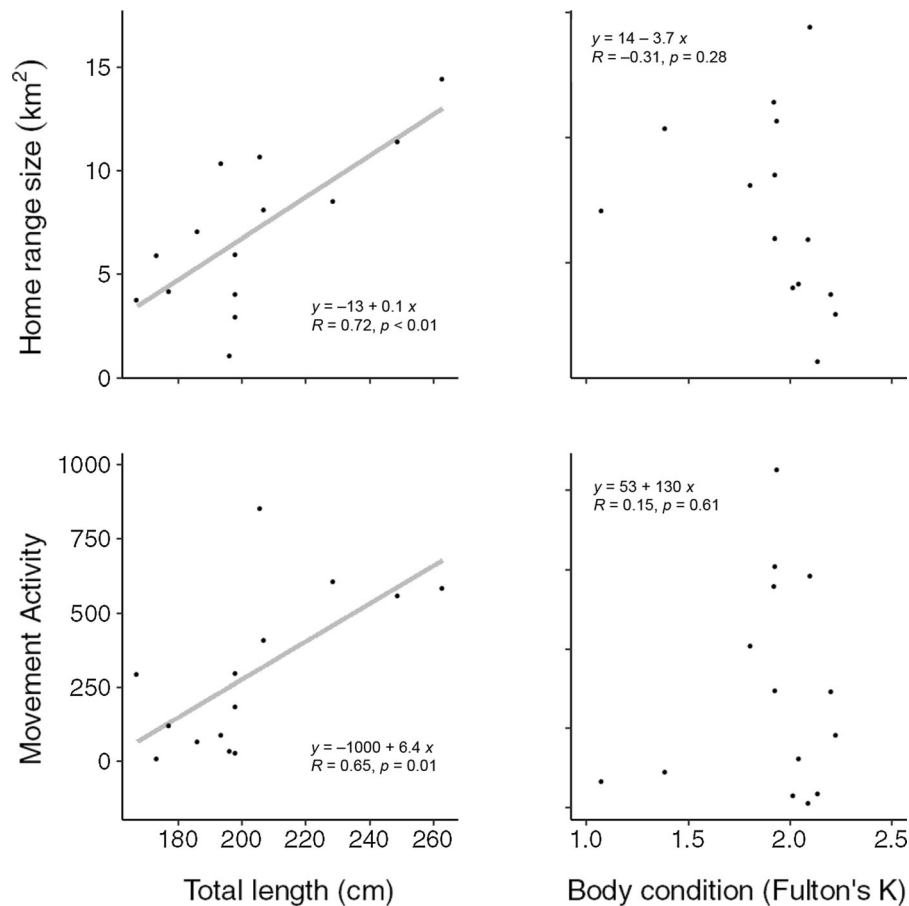 Home range size (km²)
15
10
5
0
y = –13 + 0.1 x
R = 0.72, p < 0.01
y = 14 – 3.7 x
R = –0.31, p = 0.28
Movement Activity
1000
750
500
250
0
y = –1000 + 6.4 x
R = 0.65, p = 0.01
180 200 220 240 260
Total length (cm)
y = 53 + 130 x
R = 0.15, p = 0.61
1.0 1.5 2.0 2.5
Body condition (Fulton's K)